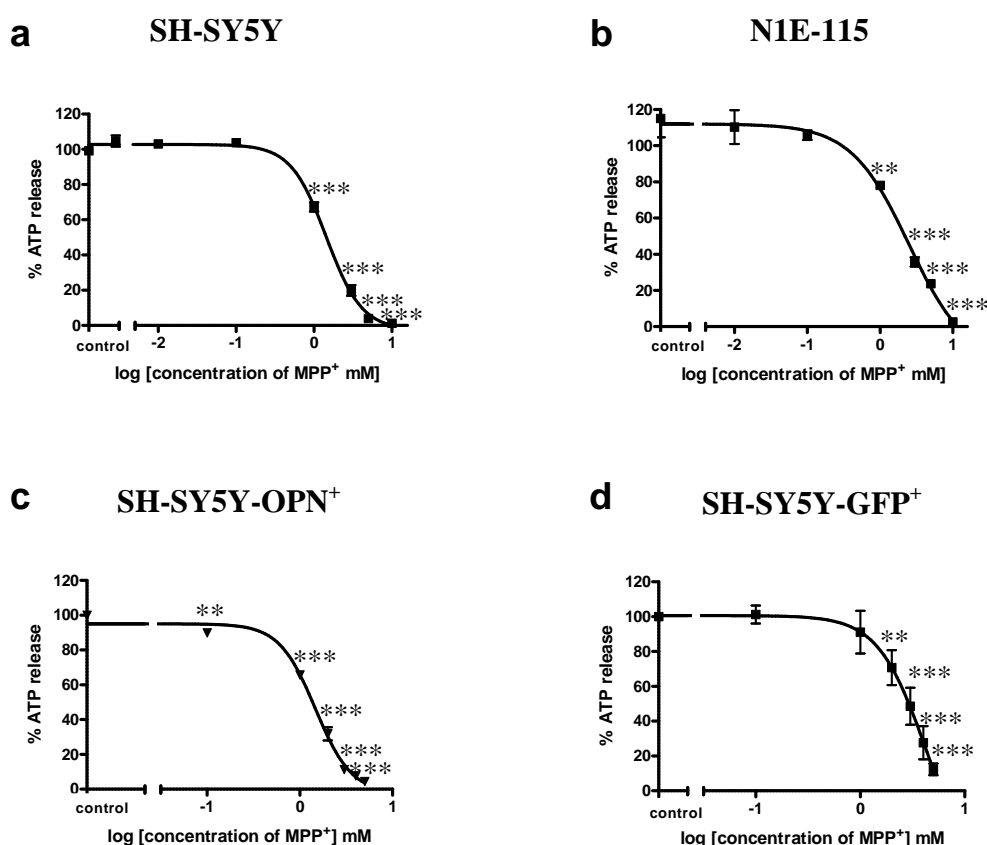 a
SH-SY5Y
120
100
80
60
40
20
0
% ATP release
***
***
***
***
control
-2
-1
0
1
log [concentration of MPP⁺ mM]
b
N1E-115
120
100
80
60
40
20
0
% ATP release
**
***
***
***
control
-2
-1
0
1
log [concentration of MPP⁺ mM]
c
SH-SY5Y-OPN⁺
120
100
80
60
40
20
0
% ATP release
**
***
***
***
***
control
-1
0
1
log [concentration of MPP⁺] mM
d
SH-SY5Y-GFP⁺
120
100
80
60
40
20
0
% ATP release
**
***
***
***
control
-1
0
1
log [concentration of MPP⁺] mM